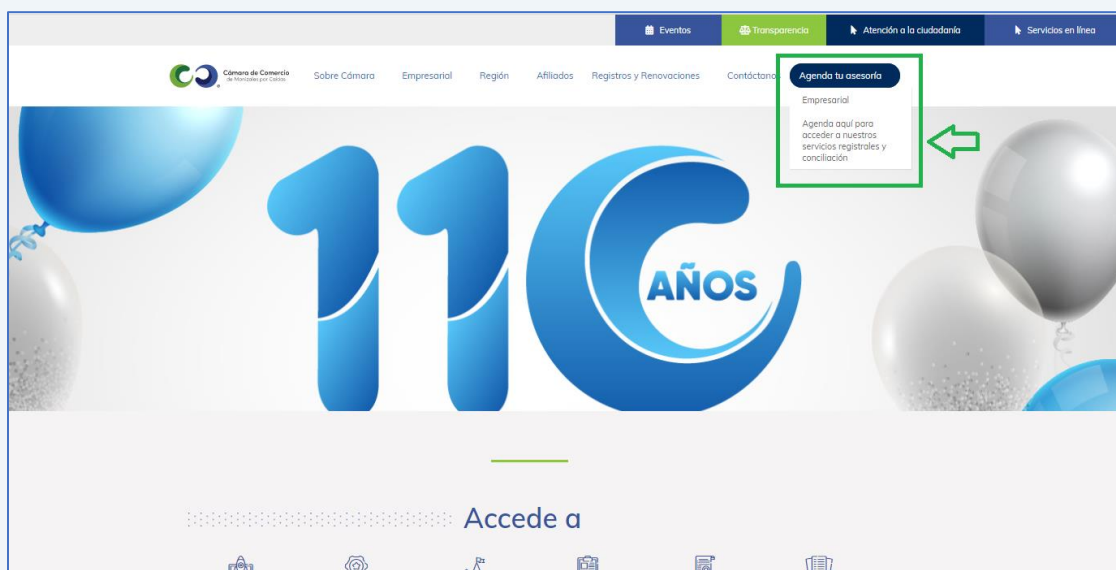 Eventos
Transparencia
Atención a la ciudadanía
Servicios en línea
Cámara de Comercio
de Manizales por Caldas
Sobre Cámara
Empresarial
Región
Afiliados
Registros y Renovaciones
Contáctano
Agenda tu asesoría
Empresarial
Agenda aquí para
acceder a nuestros
servicios registrales y
conciliación
110
AÑOS
Accede a